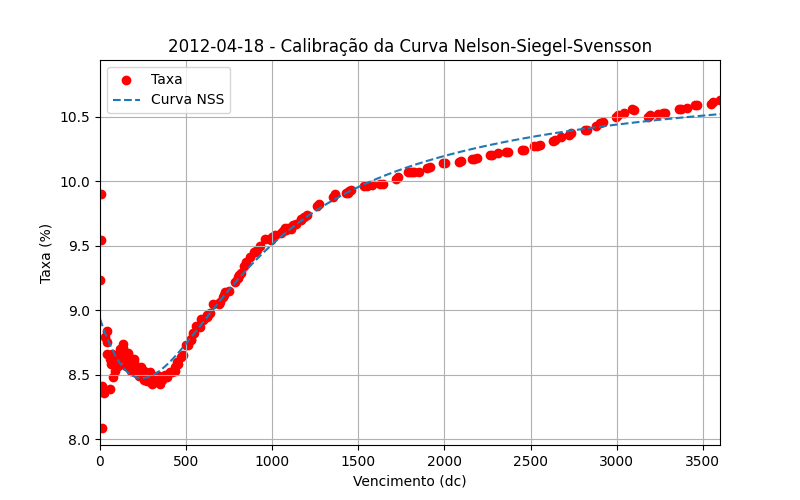 2012-04-18 - Calibração da Curva Nelson-Siegel-Svensson
Taxa
Curva NSS
Taxa (%)
10.5
10.0
9.5
9.0
8.5
8.0
0 500 1000 1500 2000 2500 3000 3500
Vencimento (dc)